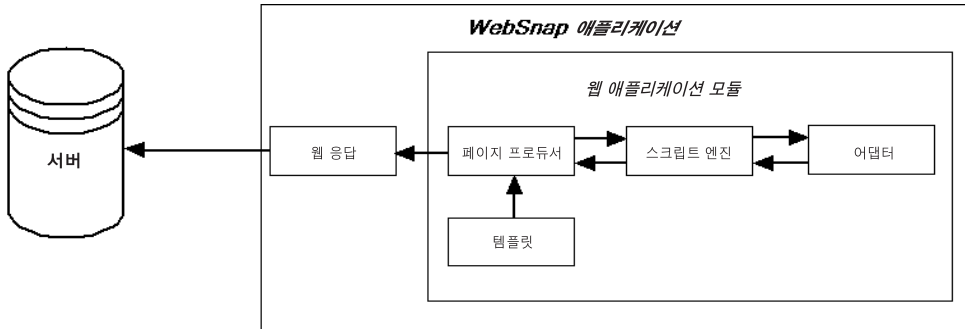 WebSnap 애플리케이션
웹 애플리케이션 모듈
서버
웹 응답
페이지 프로듀서
스크립트 엔진
어댑터
템플릿